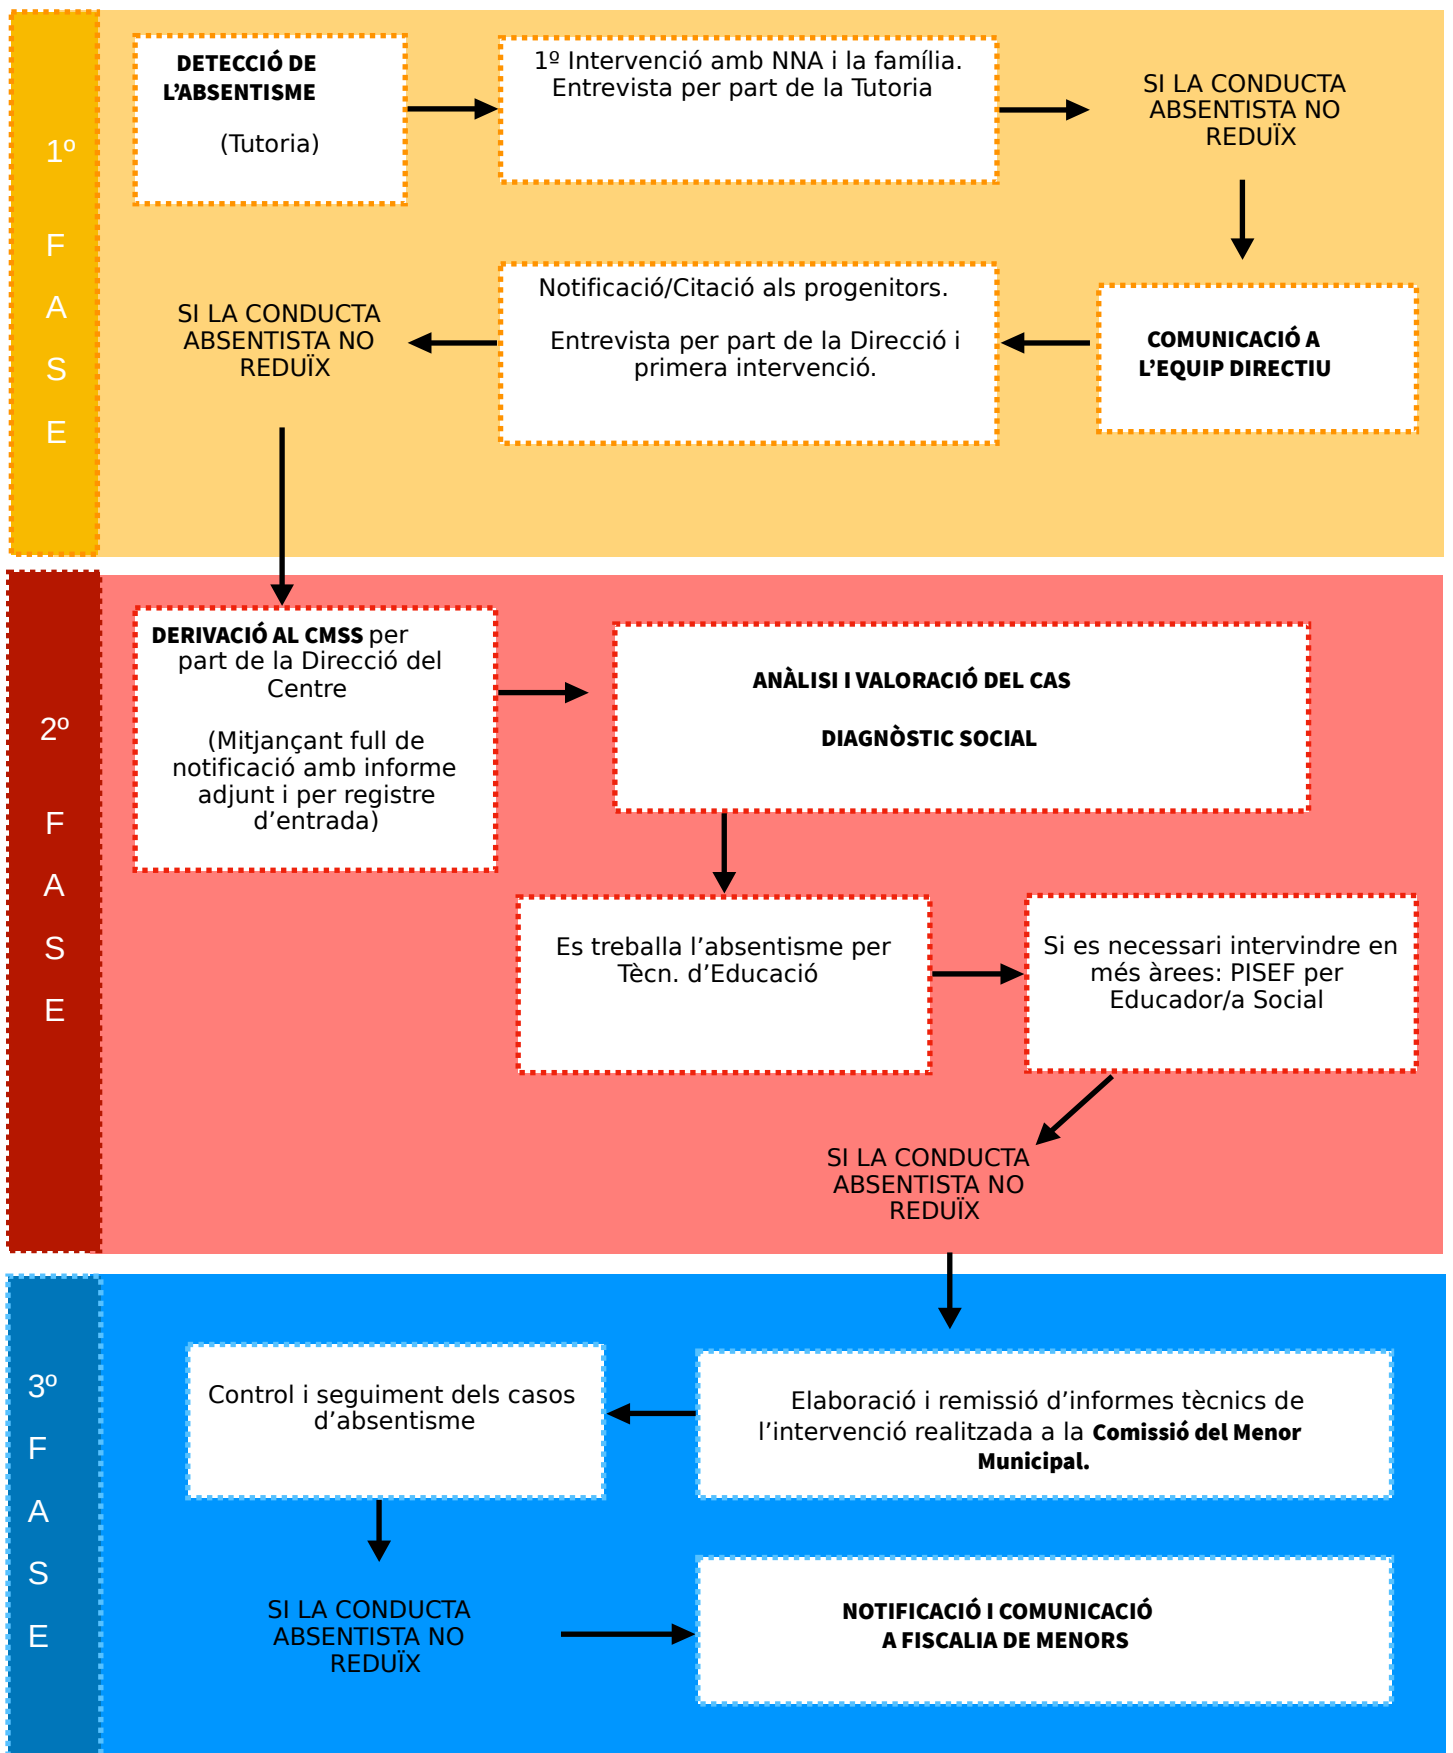 1º
F
A
S
E
DETECCIÓ DE
L’ABSENTISME
(Tutoria)
1º Intervenció amb NNA i la família.
Entrevista per part de la Tutoria
SI LA CONDUCTA
ABSENTISTA NO
REDUÏX
COMUNICACIÓ A
L’EQUIP DIRECTIU
Notificació/Citació als progenitors.
Entrevista per part de la Direcció i
primera intervenció.
SI LA CONDUCTA
ABSENTISTA NO
REDUÏX
2º
F
A
S
E
DERIVACIÓ AL CMSS per
part de la Direcció del
Centre
(Mitjançant full de
notificació amb informe
adjunt i per registre
d’entrada)
ANÀLISI I VALORACIÓ DEL CAS
DIAGNÒSTIC SOCIAL
Es treballa l’absentisme per
Tècn. d’Educació
Si es necessari intervindre en
més àrees: PISEF per
Educador/a Social
SI LA CONDUCTA
ABSENTISTA NO
REDUÏX
3º
F
A
S
E
Elaboració i remissió d’informes tècnics de
l’intervenció realitzada a la Comissió del Menor
Municipal.
Control i seguiment dels casos
d’absentisme
SI LA CONDUCTA
ABSENTISTA NO
REDUÏX
NOTIFICACIÓ I COMUNICACIÓ
A FISCALIA DE MENORS